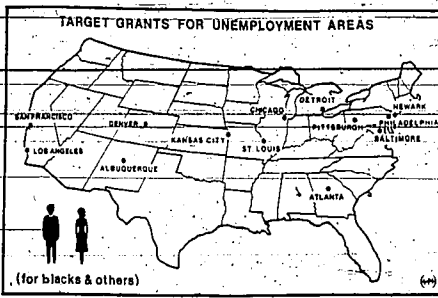 TARGET GRANTS FOR UNEMPLOYMENT AREAS
DETROIT
CHICAGO
NEWARK
SAN FRANCISCO
DENVER
PITTSBURGH
PHILADELPHIA
KANSAS CITY
BALTIMORE
ST. LOUIS
LOS ANGELES
ALBUQUERQUE
ATLANTA
(for blacks & others)